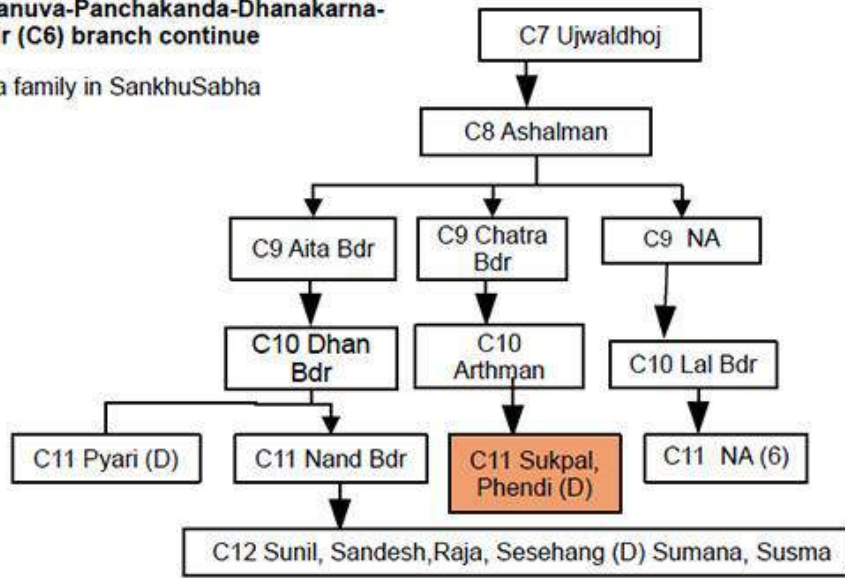 anuva-Panchakanda-Dhanakarna-
r (C6) branch continue
a family in SankhuSabha
C7 Ujwaldhoj
C8 Ashalman
C9 Aita Bdr
C9 Chatra
Bdr
C9 NA
C10 Dhan
Bdr
C10
Arthman
C10 Lal Bdr
C11 Pyari (D)
C11 Nand Bdr
C11 Sukpal,
Phendi (D)
C11 NA (6)
C12 Sunil, Sandesh,Raja, Sesehang (D) Sumana, Susma